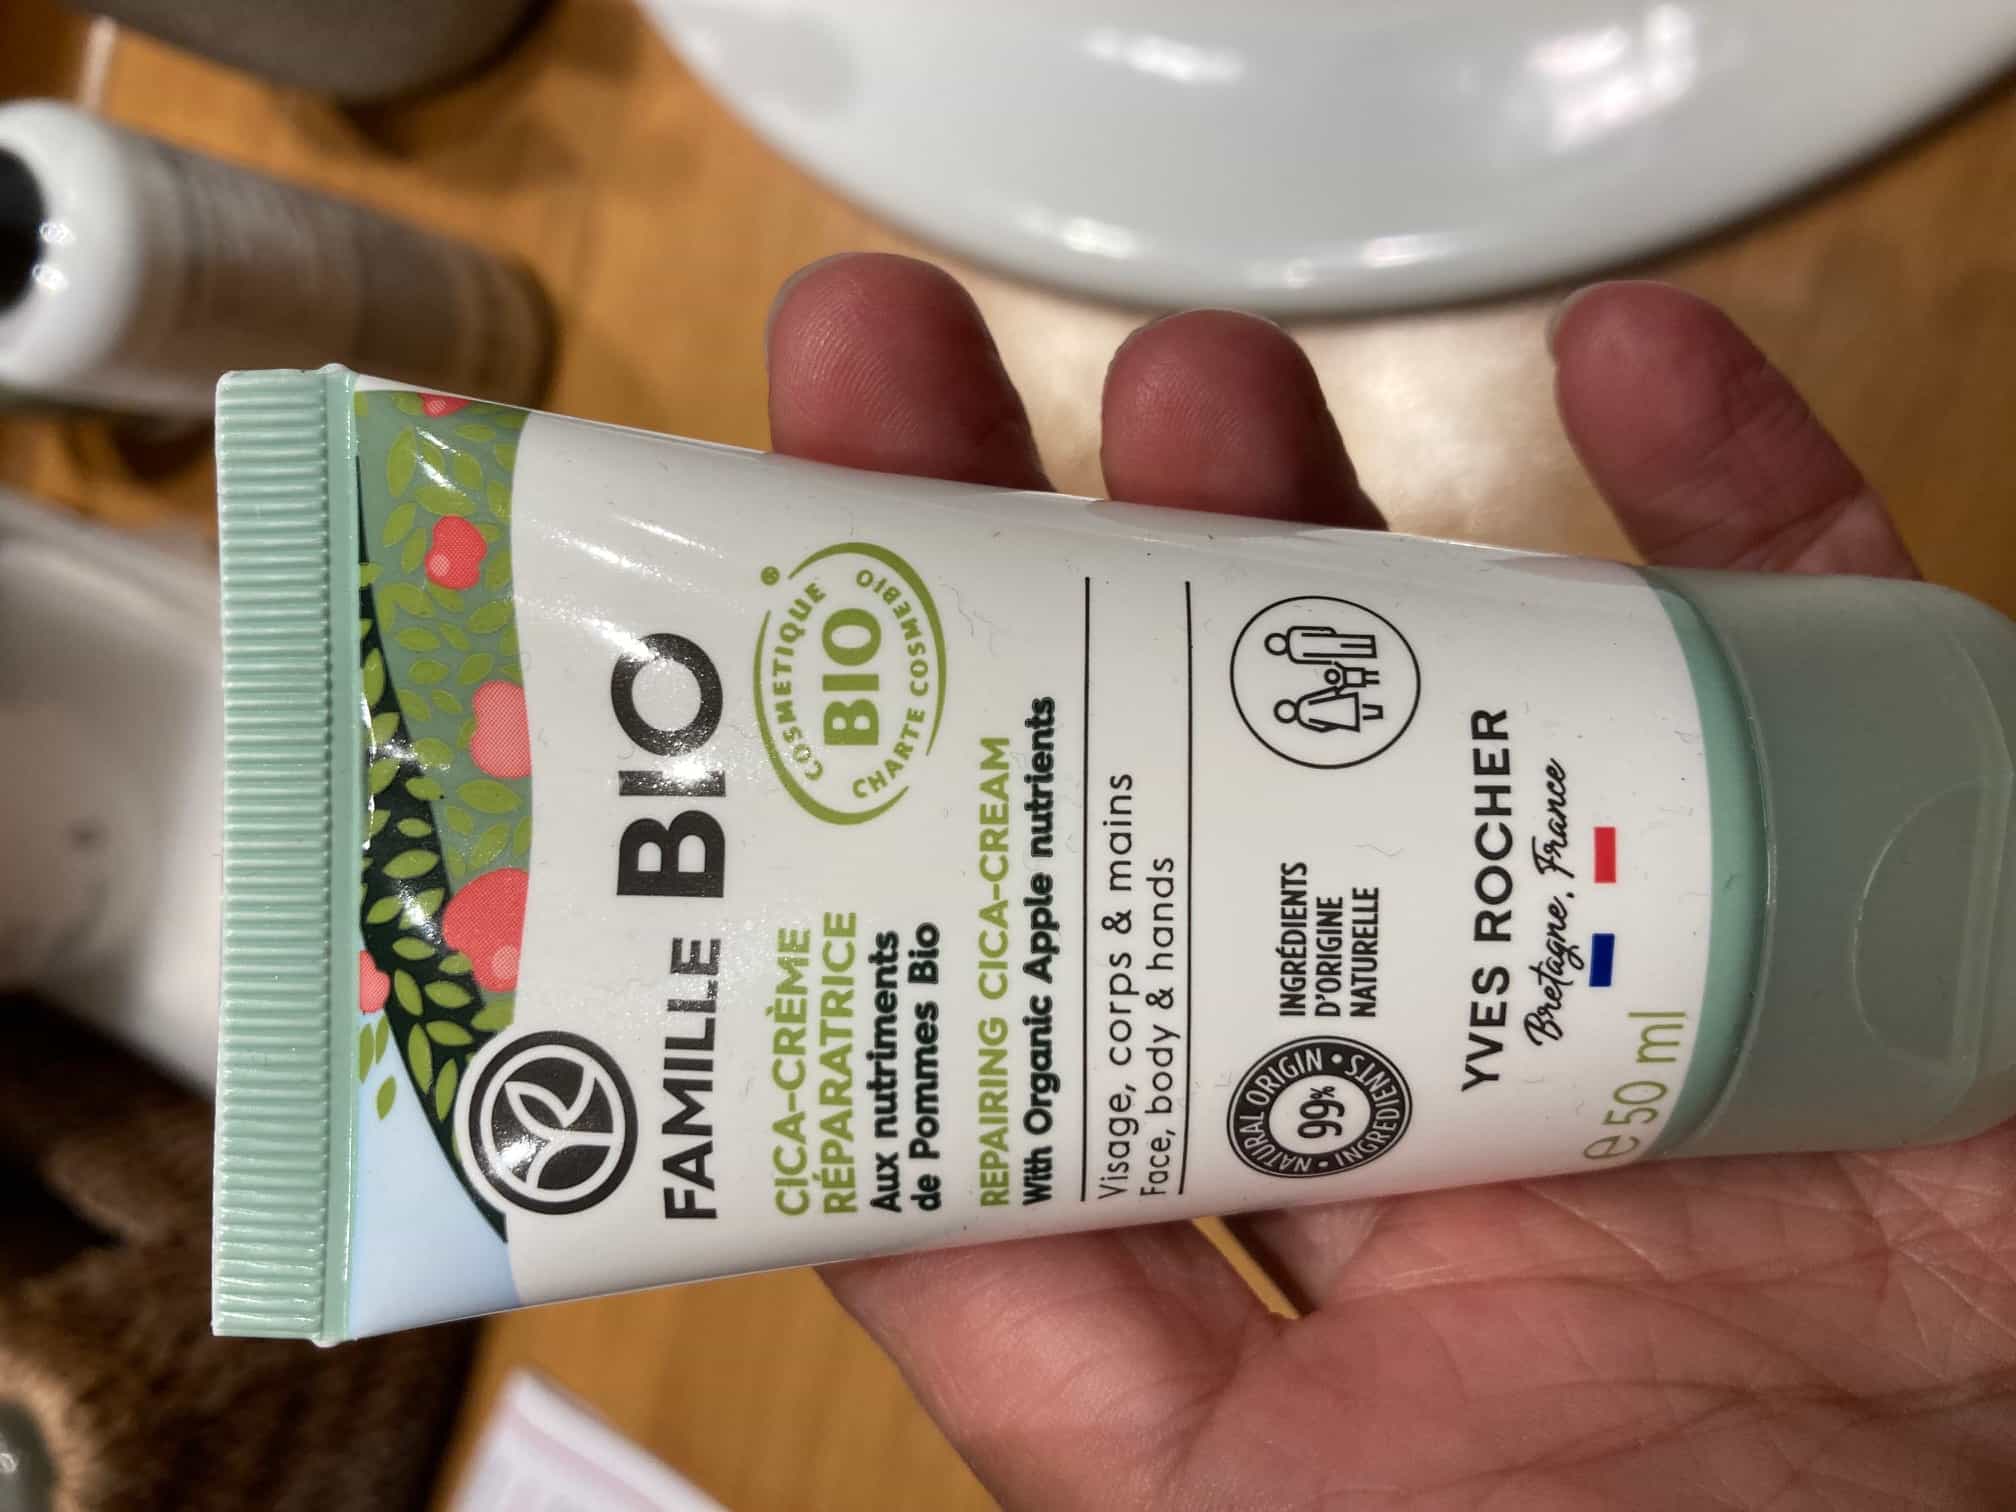 FAMILLE BIO
COSMETIQUE
BIO
CHARTE COSMEBIO
®
CICA-CRÈME
RÉPARATRICE
Aux nutriments
de Pommes Bio
REPAIRING CICA-CREAM
With Organic Apple nutrients
Visage, corps & mains
Face, body & hands
NATURAL ORIGIN
99%
INGREDIENTS
INGRÉDIENTS
D'ORIGINE
NATURELLE
YVES ROCHER
Bretagne, France
e 50 ml